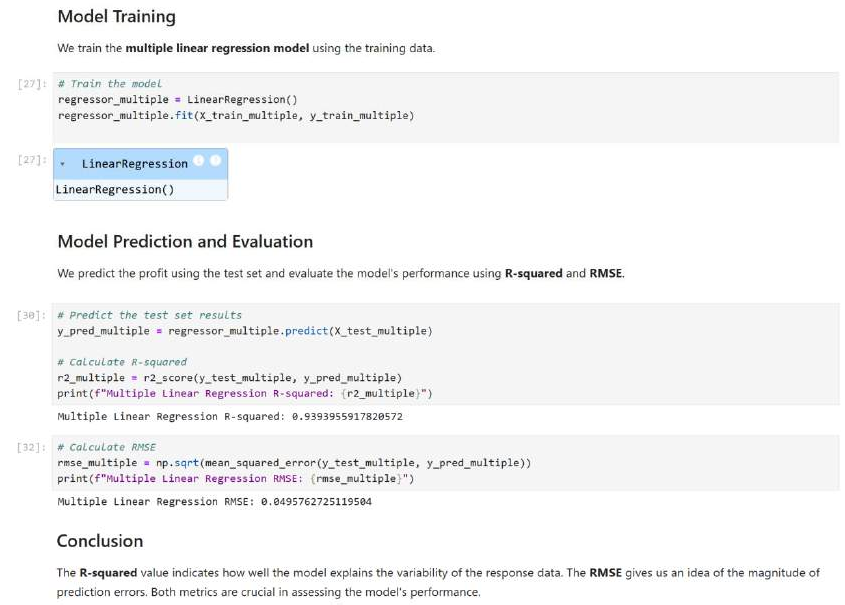 Model Training
We train the multiple linear regression model using the training data.
[27]: # Train the model
regressor_multiple = LinearRegression()
regressor_multiple.fit(X_train_multiple, y_train_multiple)
[27]: LinearRegression
LinearRegression()
Model Prediction and Evaluation
We predict the profit using the test set and evaluate the model's performance using R-squared and RMSE.
[30]: # Predict the test set results
y_pred_multiple = regressor_multiple.predict(X_test_multiple)
# Calculate R-squared
r2_multiple = r2_score(y_test_multiple, y_pred_multiple)
print(f"Multiple Linear Regression R-squared: {r2_multiple}")
Multiple Linear Regression R-squared: 0.9393955917820572
[32]: # Calculate RMSE
rmse_multiple = np.sqrt(mean_squared_error(y_test_multiple, y_pred_multiple))
print(f"Multiple Linear Regression RMSE: {rmse_multiple}")
Multiple Linear Regression RMSE: 0.0495762725119504
Conclusion
The R-squared value indicates how well the model explains the variability of the response data. The RMSE gives us an idea of the magnitude of
prediction errors. Both metrics are crucial in assessing the model's performance.